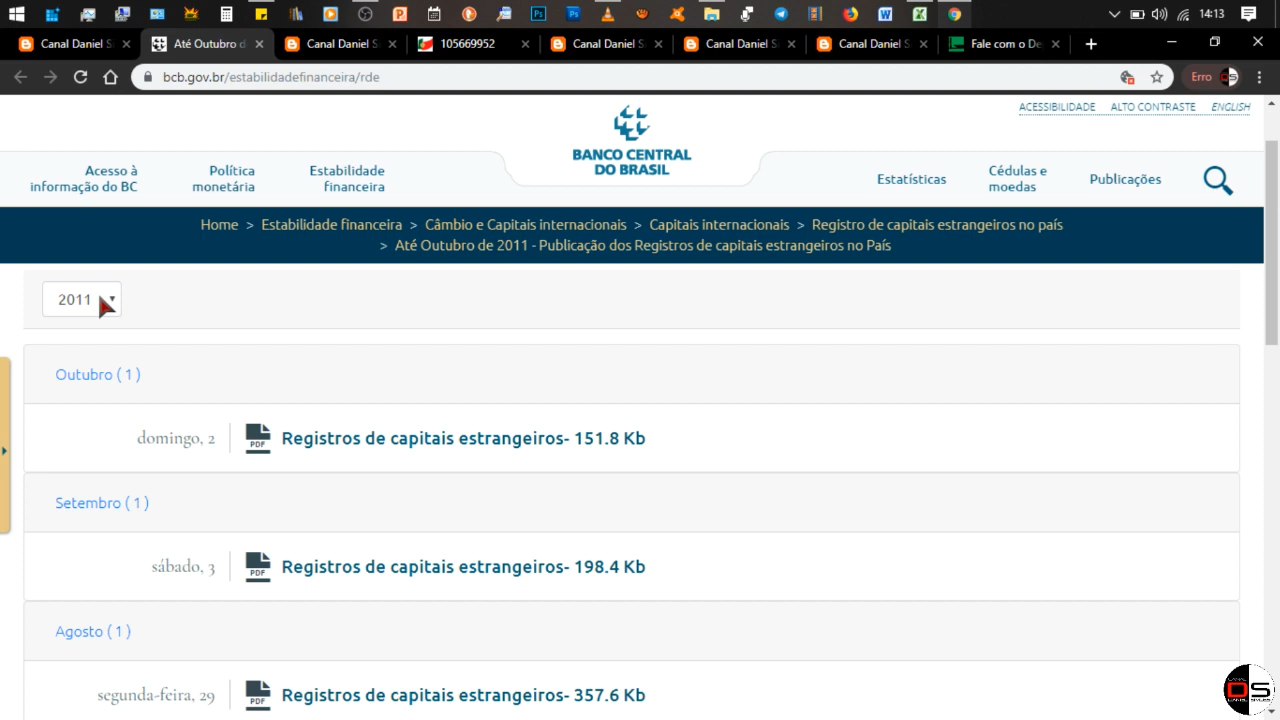 14:13
Canal Daniel S
Até Outubro d
Canal Daniel S
105669952
Canal Daniel S
Canal Daniel S
Canal Daniel S
Fale com o De
bcb.gov.br/estabilidadefinanceira/rde
Erro
ACESSIBILIDADE
ALTO CONTRASTE
ENGLISH
BANCO CENTRAL
DO BRASIL
Acesso à
informação do BC
Política
monetária
Estabilidade
financeira
Estatísticas
Cédulas e
moedas
Publicações
Home > Estabilidade financeira > Câmbio e Capitais internacionais > Capitais internacionais > Registro de capitais estrangeiros no país
> Até Outubro de 2011 - Publicação dos Registros de capitais estrangeiros no País
2011
Outubro ( 1 )
domingo, 2
PDF
Registros de capitais estrangeiros- 151.8 Kb
Setembro ( 1 )
sábado, 3
PDF
Registros de capitais estrangeiros- 198.4 Kb
Agosto ( 1 )
segunda-feira, 29
PDF
Registros de capitais estrangeiros- 357.6 Kb
CANAL
DS